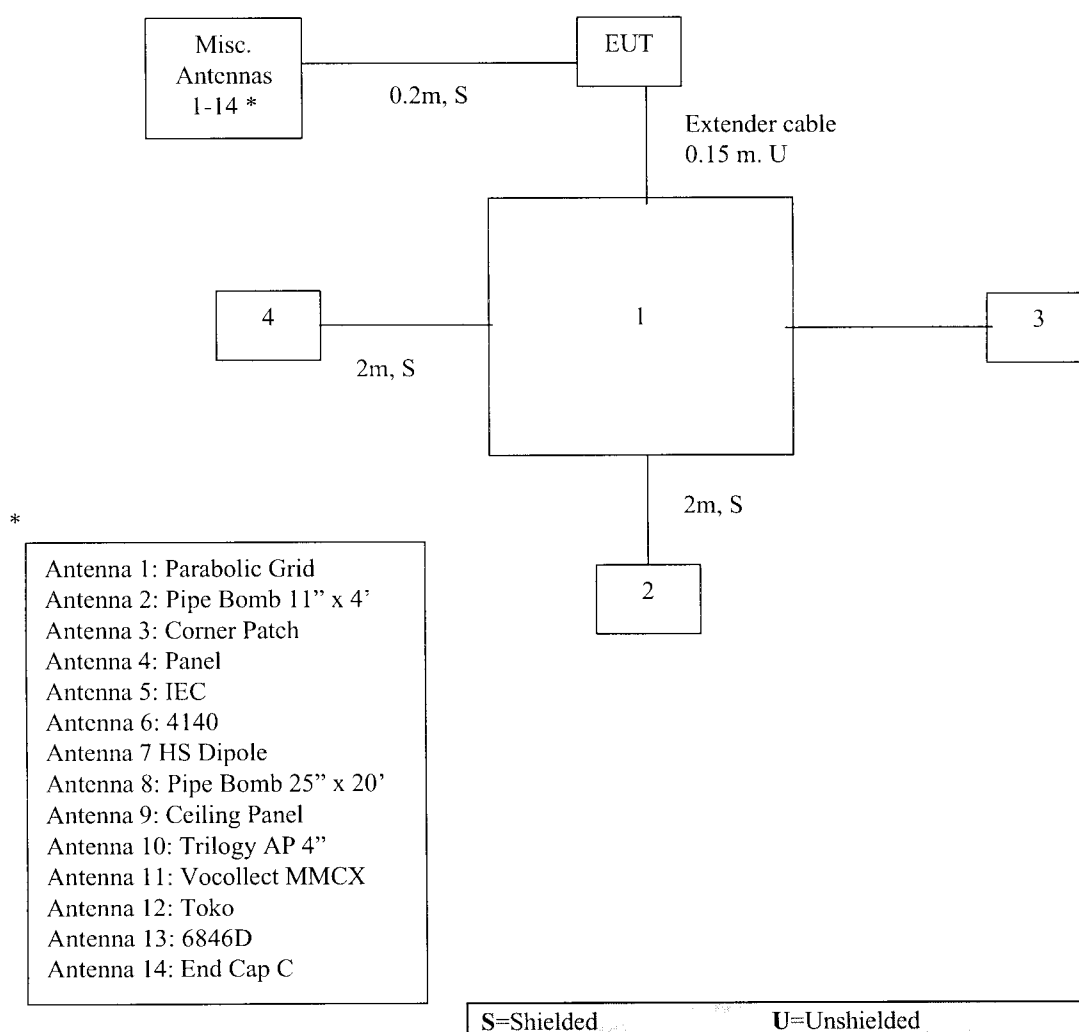 Misc.
Antennas
1-14 *
EUT
0.2m, S
Extender cable
0.15 m. U
4
1
3
2m, S
2m, S
2
*
Antenna 1: Parabolic Grid
Antenna 2: Pipe Bomb 11” x 4’
Antenna 3: Corner Patch
Antenna 4: Panel
Antenna 5: IEC
Antenna 6: 4140
Antenna 7 HS Dipole
Antenna 8: Pipe Bomb 25” x 20’
Antenna 9: Ceiling Panel
Antenna 10: Trilogy AP 4”
Antenna 11: Vocollect MMCX
Antenna 12: Toko
Antenna 13: 6846D
Antenna 14: End Cap C
S=Shielded U=Unshielded